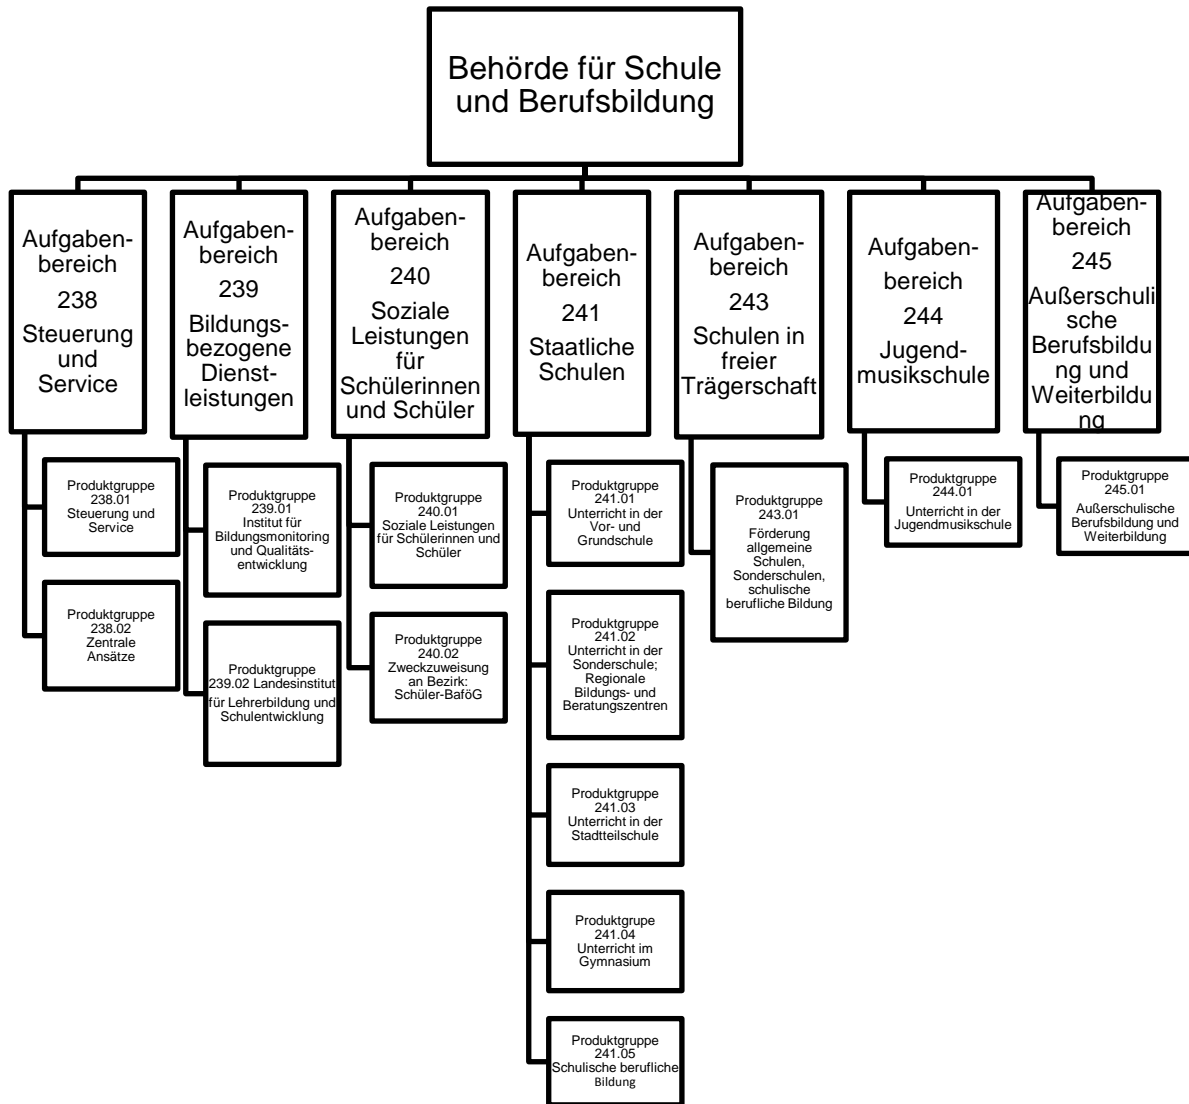 Behörde für Schule
und Berufsbildung
Aufgaben-
bereich
238
Steuerung
und
Service
Produktgruppe
238.01
Steuerung und
Service
Produktgruppe
238.02
Zentrale
Ansätze
Aufgaben-
bereich
239
Bildungs-
bezogene
Dienst-
leistungen
Produktgruppe
239.01
Institut für
Bildungsmonitoring
und Qualitäts-
entwicklung
Produktgruppe
239.02 Landesinstitut
für Lehrerbildung und
Schulentwicklung
Aufgaben-
bereich
240
Soziale
Leistungen
für
Schülerinnen
und Schüler
Produktgruppe
240.01
Soziale Leistungen
für Schülerinnen und
Schüler
Produktgruppe
240.02
Zweckzuweisung
an Bezirk:
Schüler-BaföG
Aufgaben-
bereich
241
Staatliche
Schulen
Produktgruppe
241.01
Unterricht in der
Vor- und
Grundschule
Produktgruppe
241.02
Unterricht in der
Sonderschule;
Regionale
Bildungs- und
Beratungszentren
Produktgruppe
241.03
Unterricht in der
Stadtteilschule
Produktgrupe
241.04
Unterricht im
Gymnasium
Produktgruppe
241.05
Schulische berufliche
Bildung
Aufgaben-
bereich
243
Schulen in
freier
Trägerschaft
Produktgruppe
243.01
Förderung
allgemeine
Schulen,
Sonderschulen,
schulische
berufliche Bildung
Aufgaben-
bereich
244
Jugend-
musikschule
Produktgruppe
244.01
Unterricht in der
Jugendmusikschule
Aufgaben-
bereich
245
Außerschuli
sche
Berufsbildu
ng und
Weiterbildu
ng
Produktgruppe
245.01
Außerschulische
Berufsbildung und
Weiterbildung